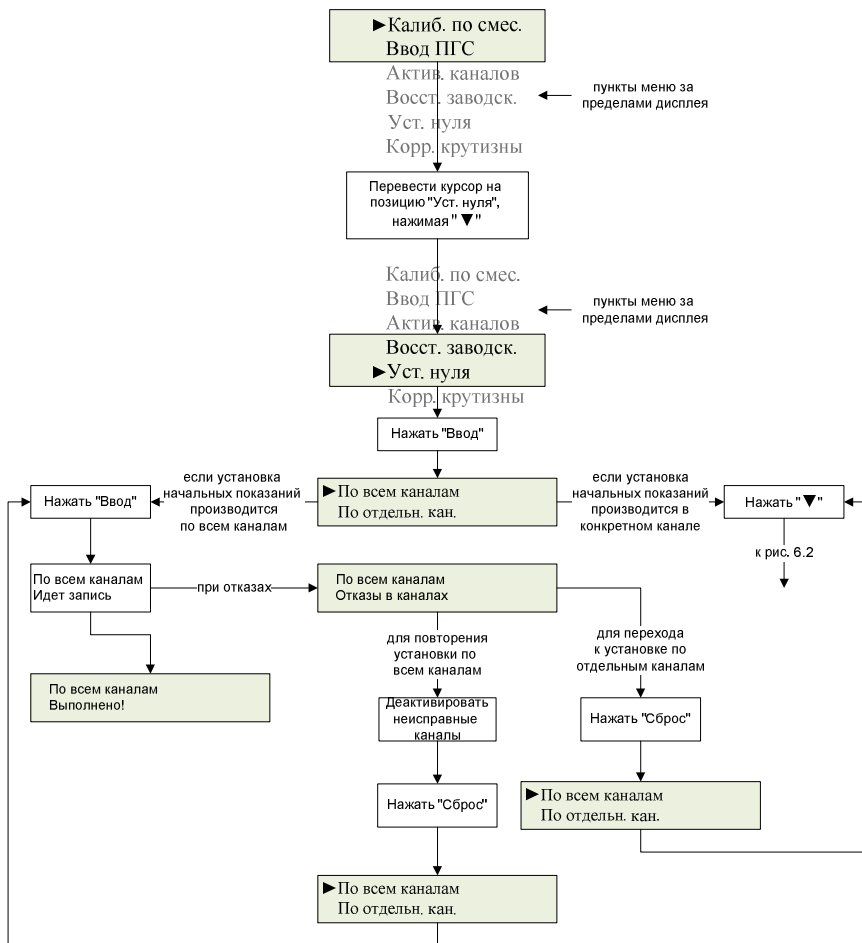 ►Калиб. по смес.
Ввод ПГС
Актив. каналов
Восст. заводск.
Уст. нуля
Корр. крутизны
пункты меню за
пределами дисплея
Перевести курсор на
позицию "Уст. нуля",
нажимая " ▼ "
Калиб. по смес.
Ввод ПГС
Актив. каналов
пункты меню за
пределами дисплея
Восст. заводск.
►Уст. нуля
Корр. крутизны
Нажать "Ввод"
Нажать "Ввод"
если установка
начальных показаний
производится
по всем каналам
►По всем каналам
По отдельн. кан.
если установка
начальных показаний
производится в
конкретном канале
Нажать " ▼ "
к рис. 6.2
По всем каналам
Идет запись
при отказах
По всем каналам
Отказы в каналах
для повторения
установки по
всем каналам
для перехода
к установке по
отдельным каналам
По всем каналам
Выполнено!
Деактивировать
неисправные
каналы
Нажать "Сброс"
Нажать "Сброс"
►По всем каналам
По отдельн. кан.
►По всем каналам
По отдельн. кан.